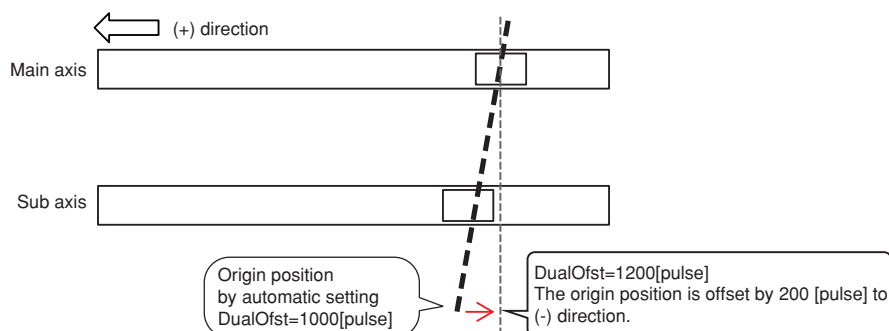 (+) direction
Main axis
Sub axis
Origin position
by automatic setting
DualOfst=1000[pulse]
DualOfst=1200[pulse]
The origin position is offset by 200 [pulse] to
(-) direction.